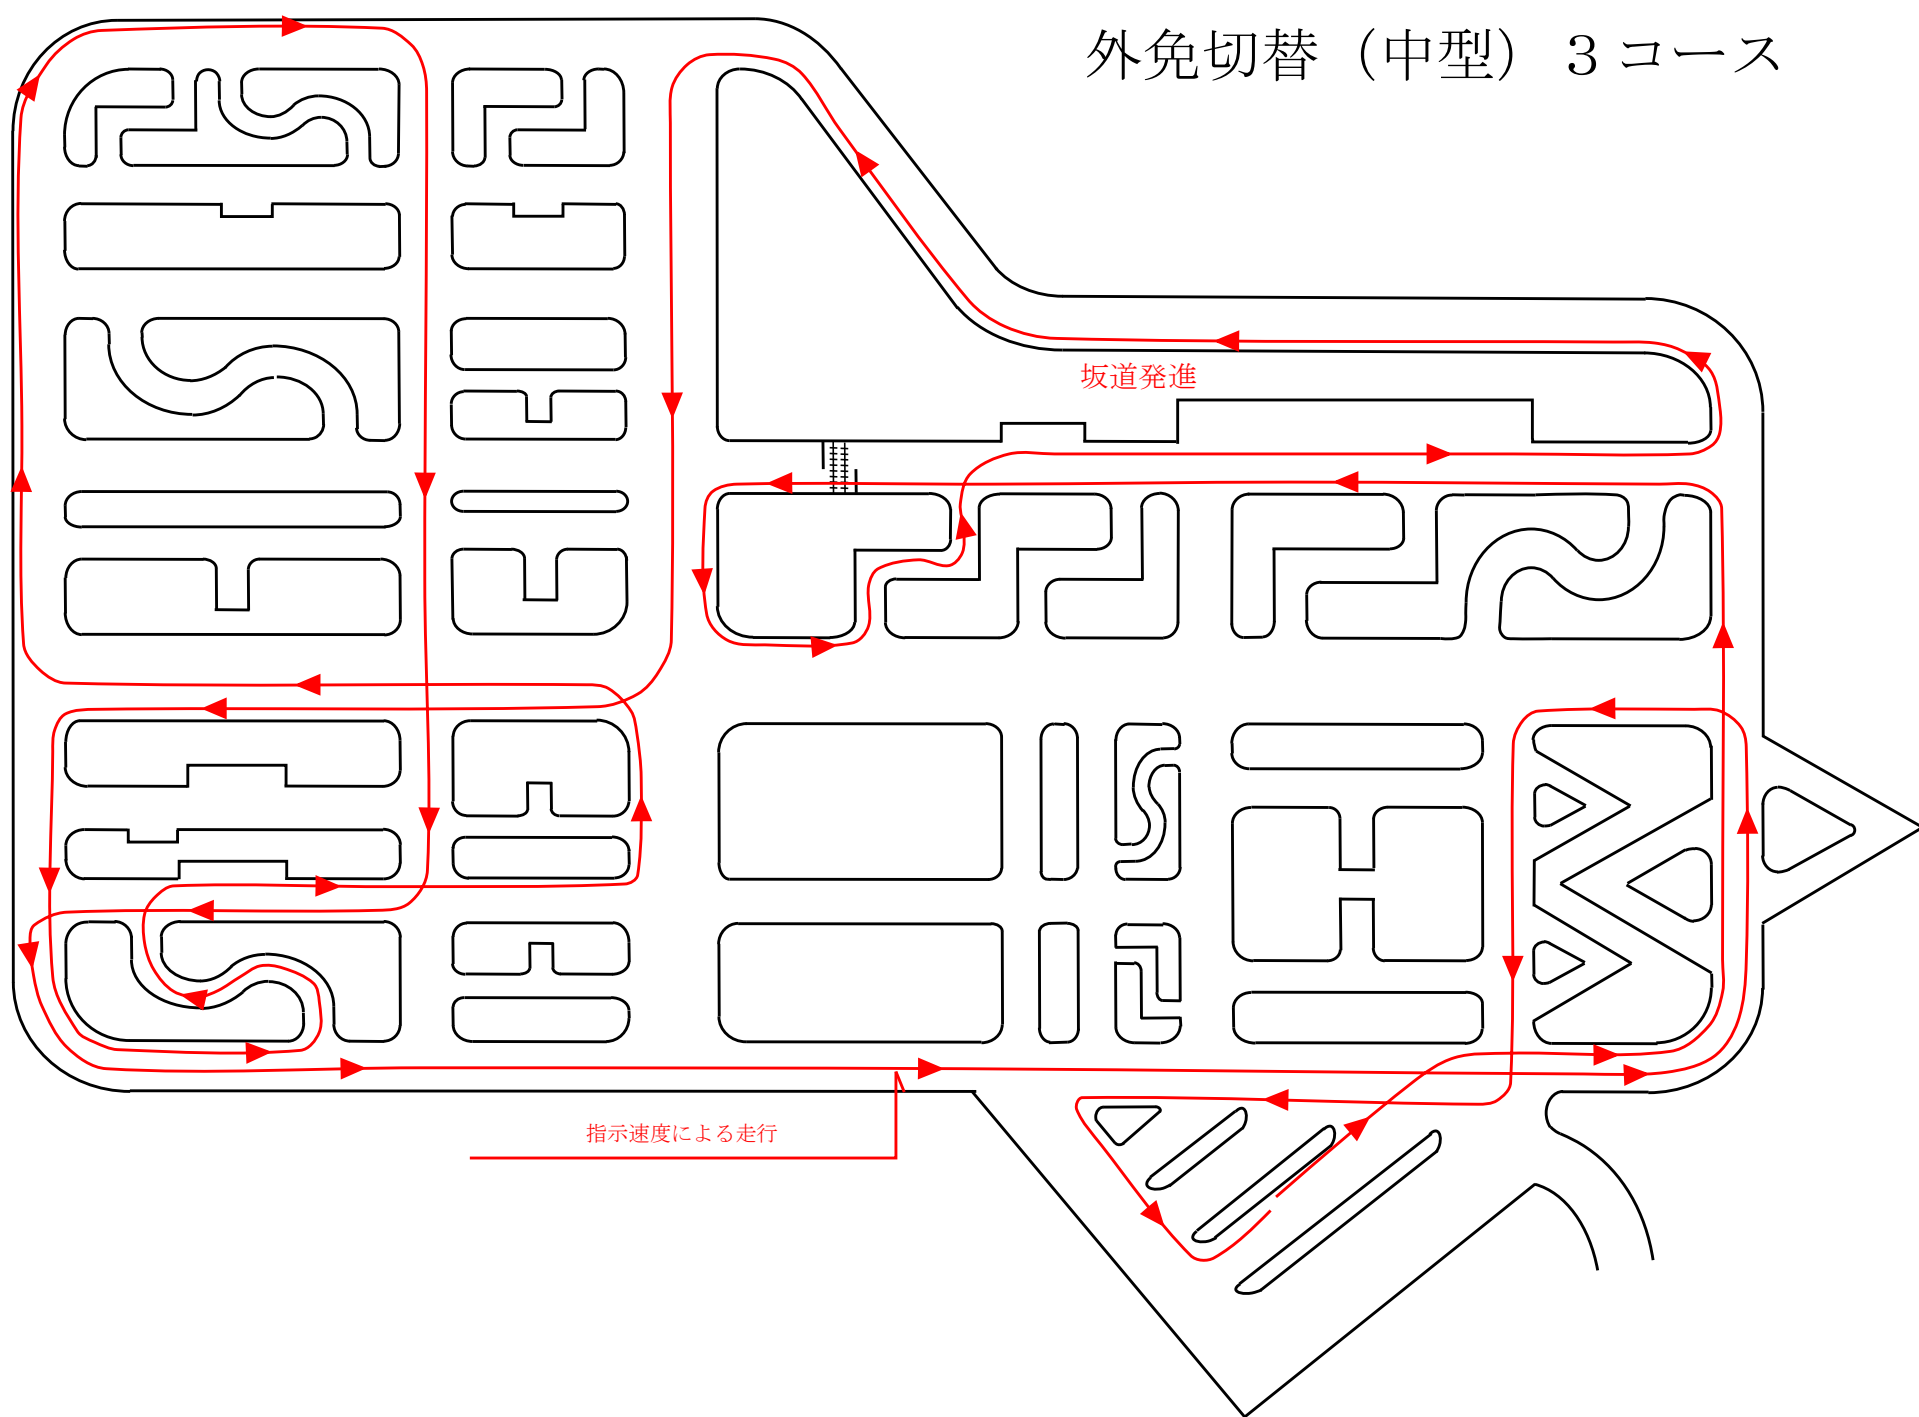 外免切替（中型）３コース
坂道発進
指示速度による走行